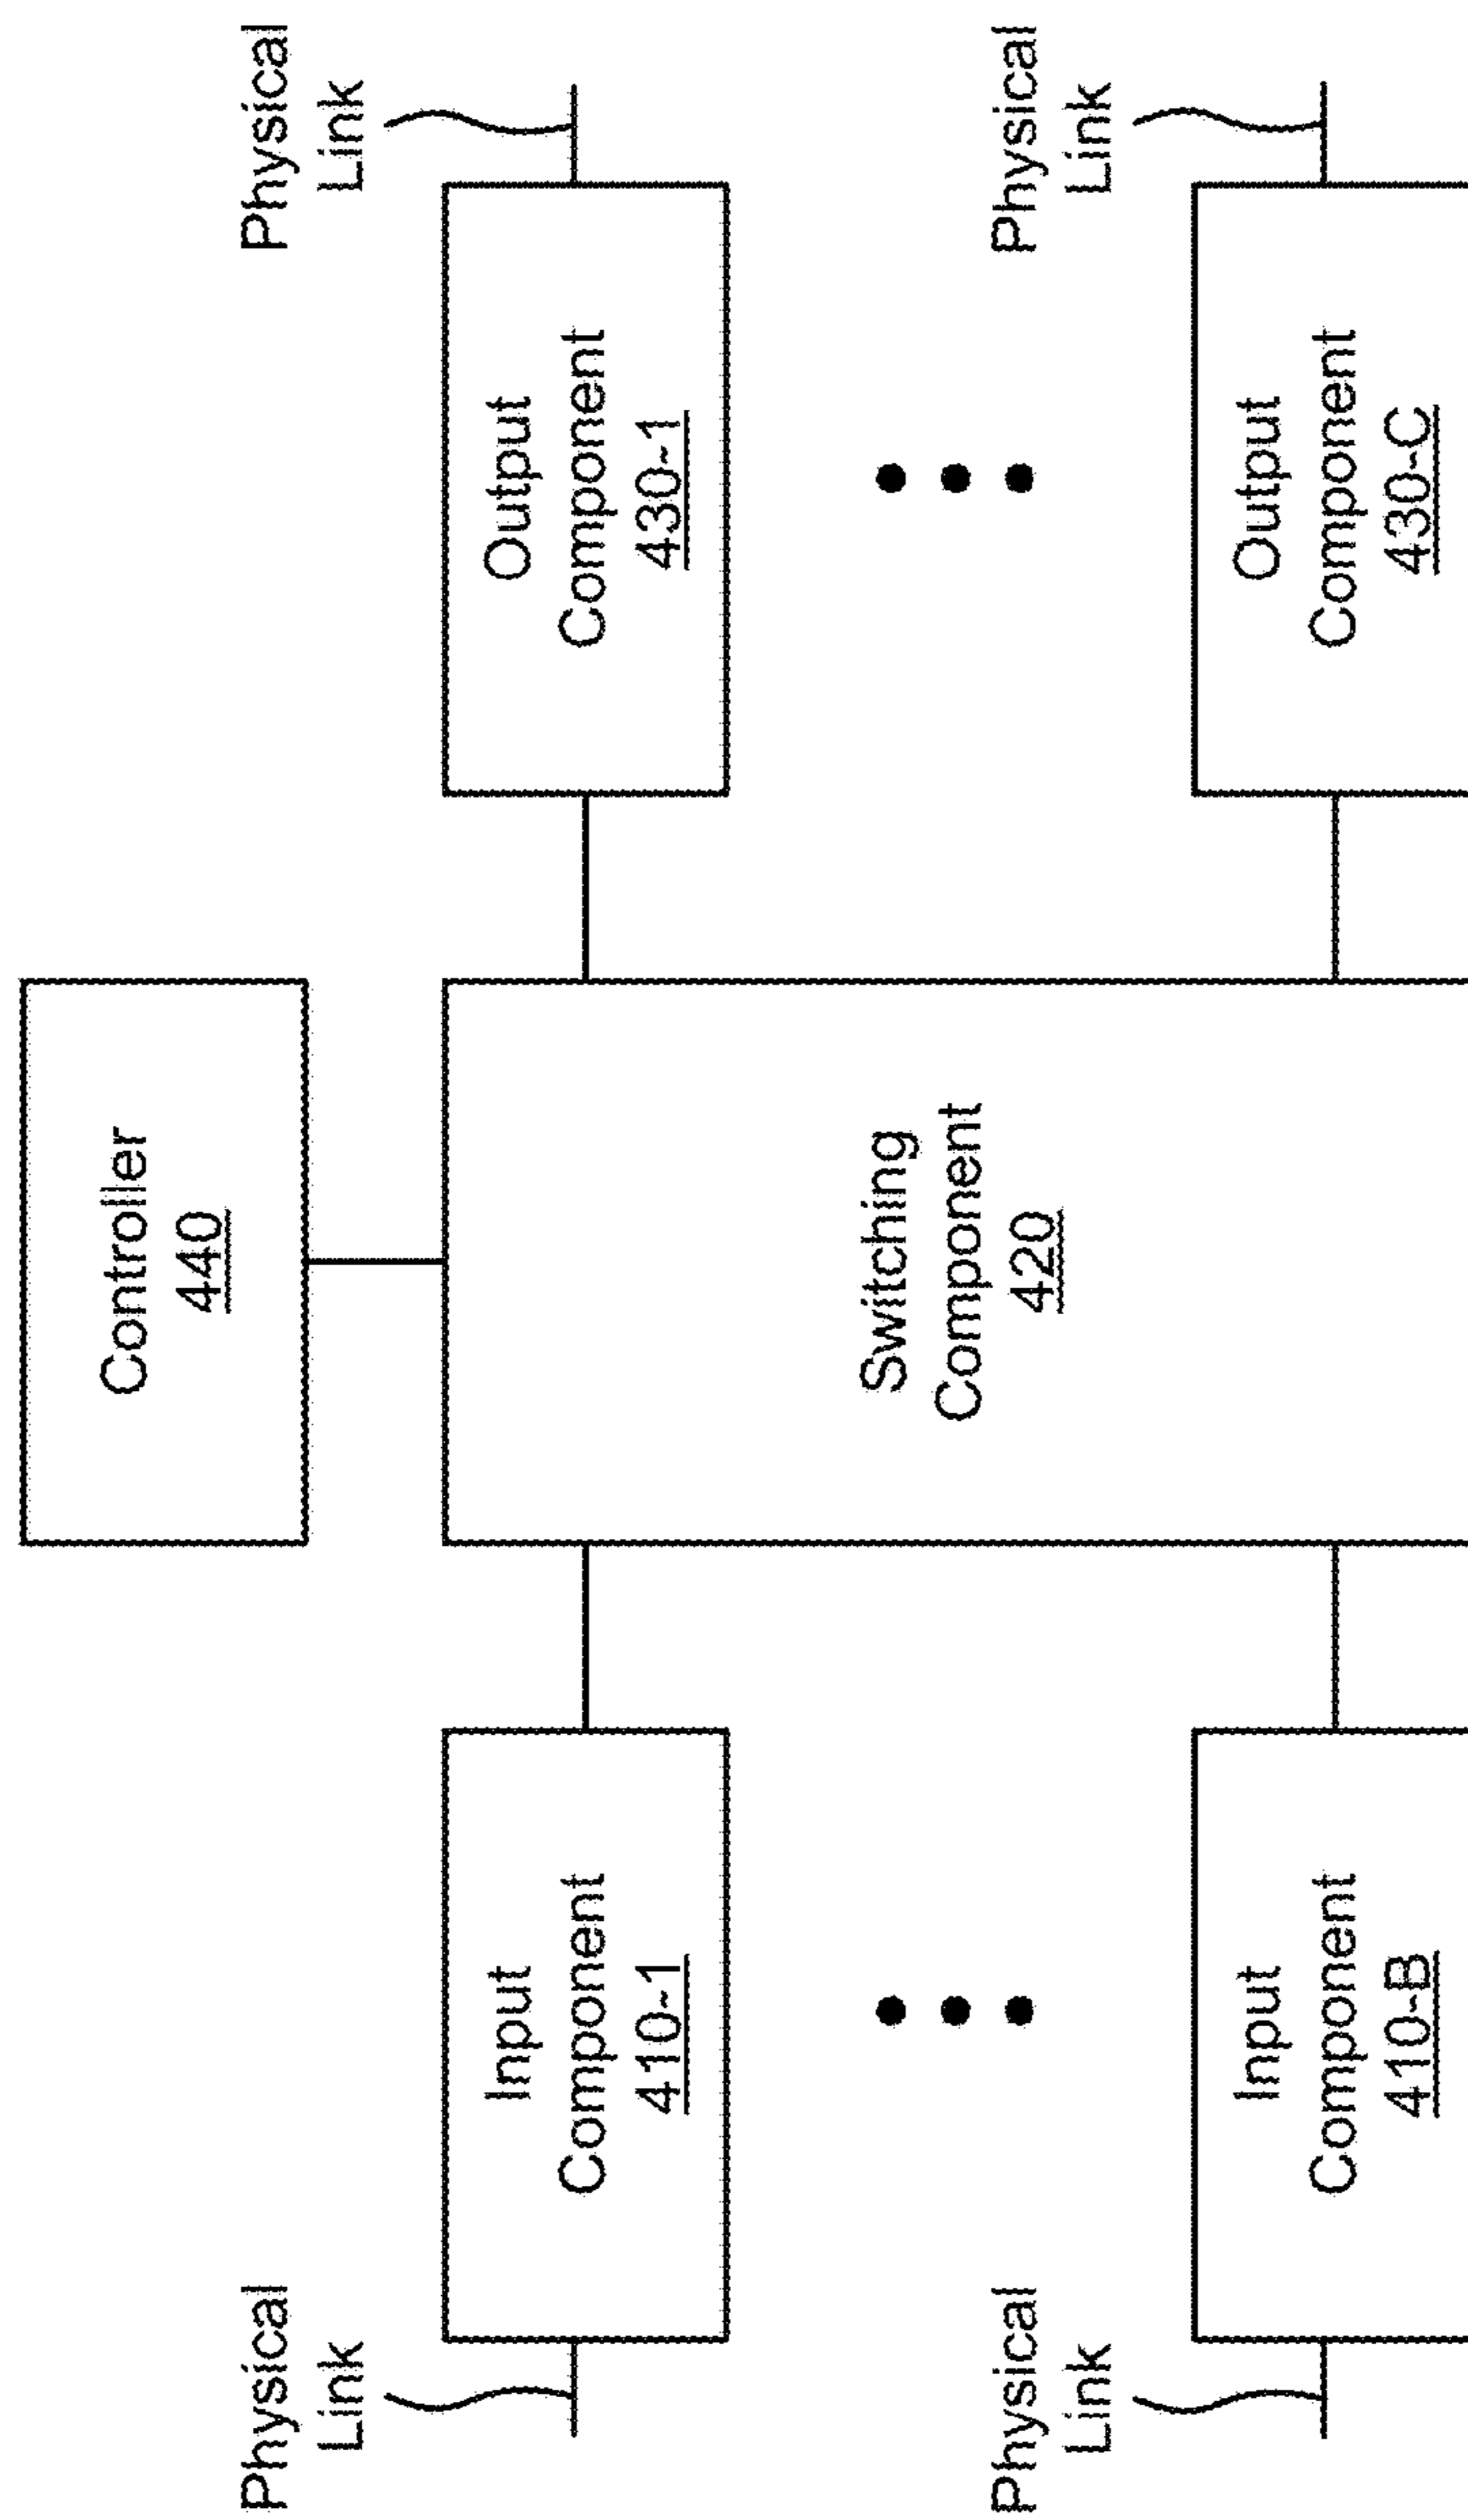 Controller
440
Physical
Link
Input
Component
410-1
Switching
Component
420
Output
Component
430-1
Physical
Link
Physical
Link
Input
Component
410-B
Output
Component
430-C
Physical
Link